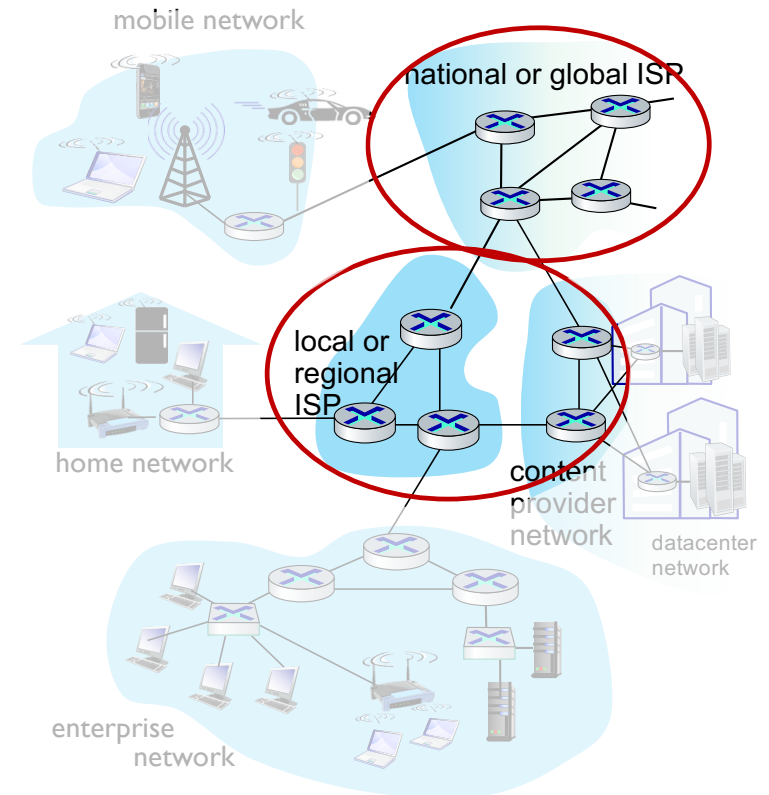 mobile network
national or global ISP
local or
regional
ISP
home network
content
provider
network
datacenter
network
enterprise
network